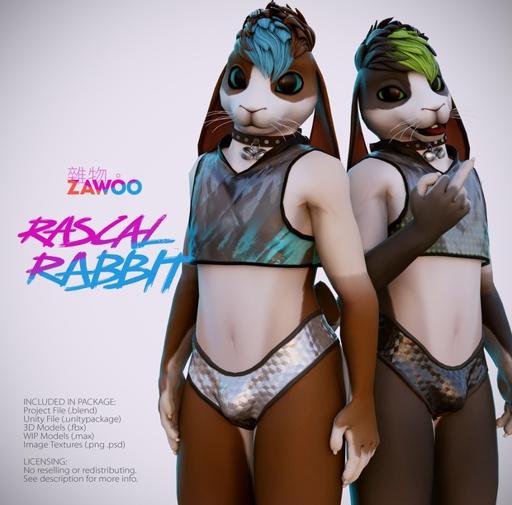 雜物。
ZAWOO
RASCAL
RABBIT
INCLUDED IN PACKAGE:
Project File (.blend)
Unity File (.unitypackage)
3D Models (.fbx)
WIP Models (.max)
Image Textures (.png .psd)
LICENSING:
No reselling or redistributing.
See description for more info.